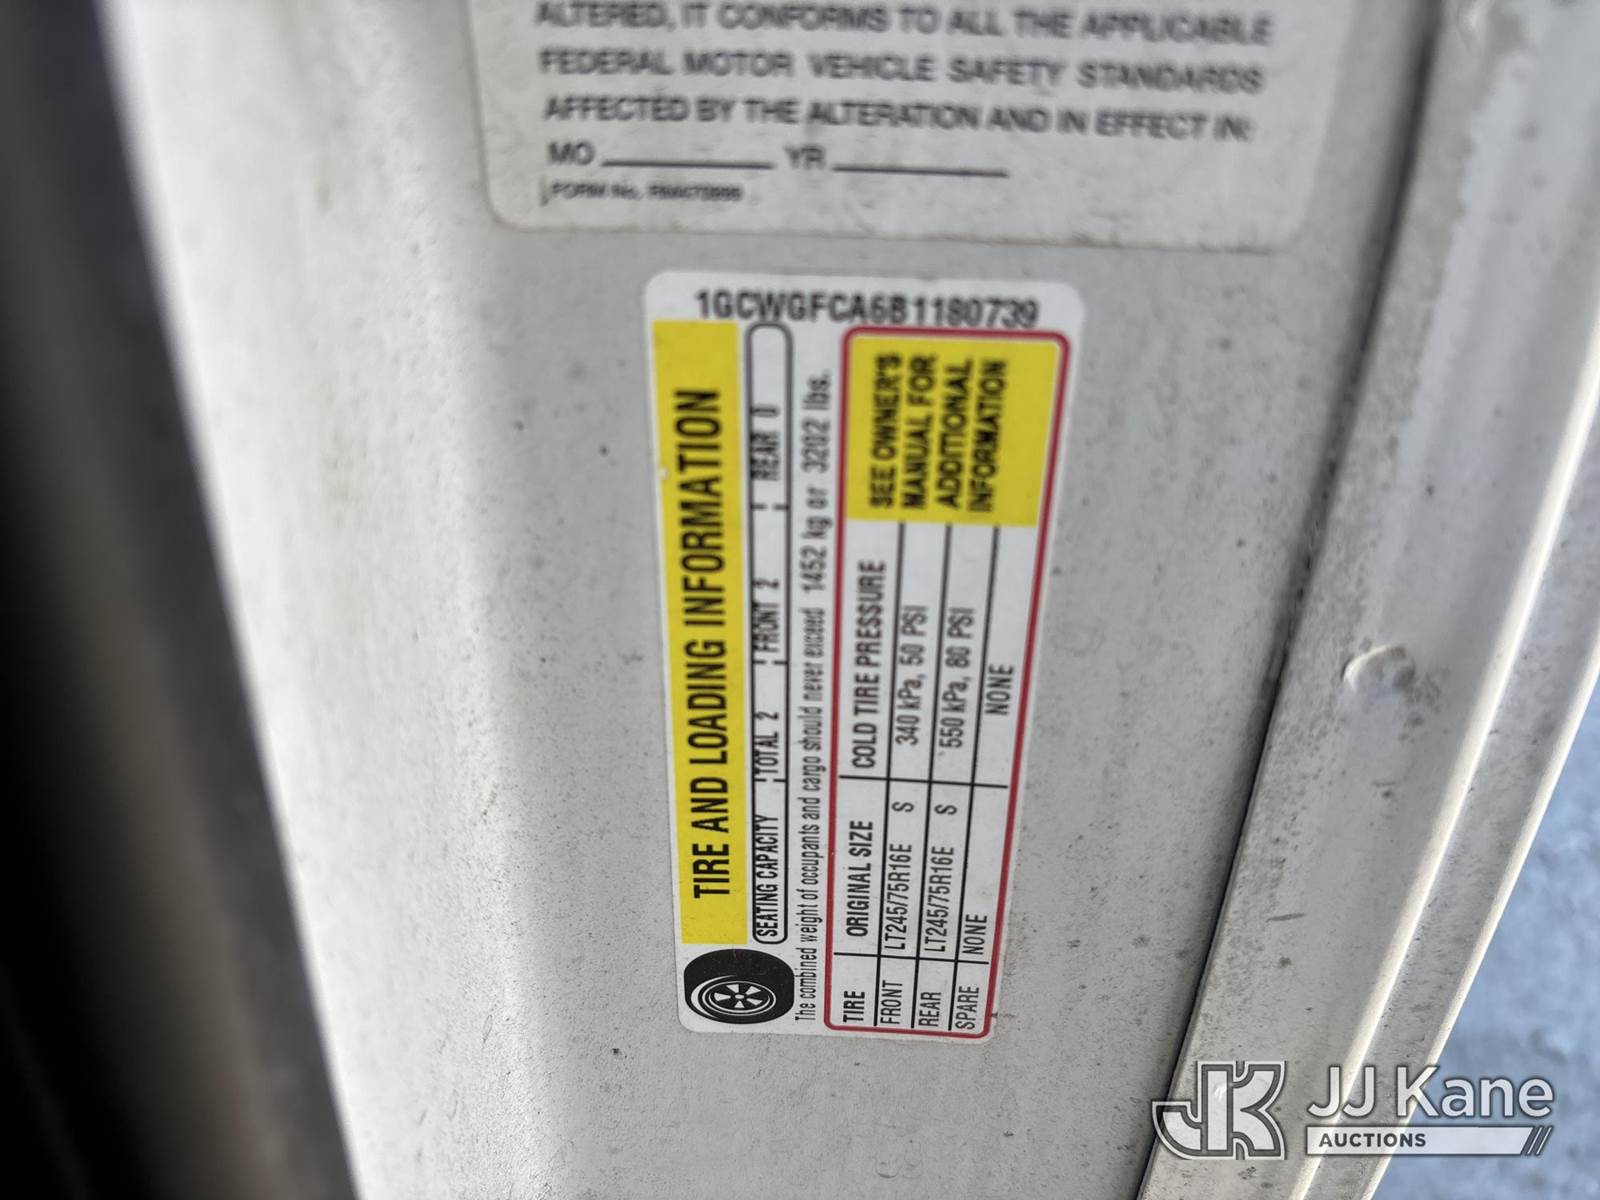 ALTERED, IT CONFORMS TO ALL THE APPLICABLE
FEDERAL MOTOR VEHICLE SAFETY STANDARDS
AFFECTED BY THE ALTERATION AND IN EFFECT IN:
MO YR
FORM No.
1GCWGFCA6B1180739
TIRE AND LOADING INFORMATION
SEATING CAPACITY TOTAL 2 FRONT 2 REAR 0
The combined weight of occupants and cargo should never exceed 1452 kg or 3202 lbs.
TIRE ORIGINAL SIZE COLD TIRE PRESSURE
FRONT LT245/75R16E S 340 kPa, 50 PSI
REAR LT245/75R16E S 550 kPa, 80 PSI
SPARE NONE NONE
SEE OWNER'S
MANUAL FOR
ADDITIONAL
INFORMATION
JK JJ Kane
AUCTIONS